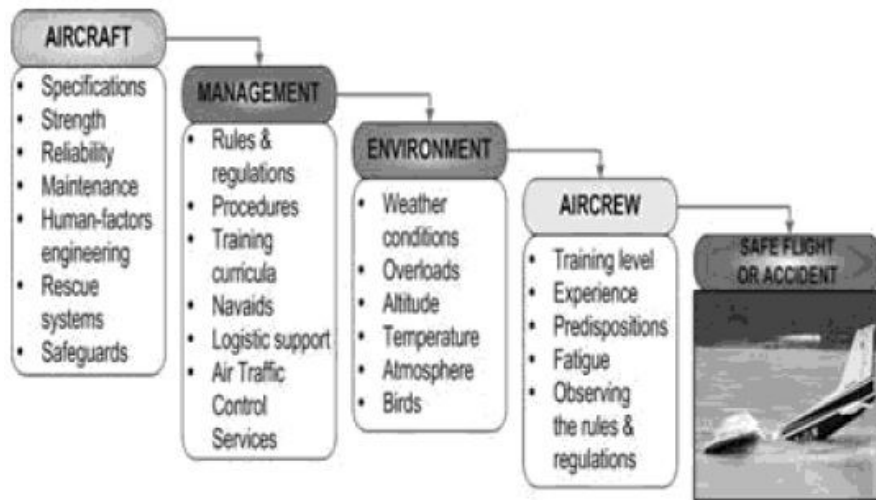 AIRCRAFT
• Specifications
• Strength
• Reliability
• Maintenance
• Human-factors
engineering
• Rescue
systems
• Safeguards
MANAGEMENT
• Rules &
regulations
• Procedures
• Training
curricula
• Navaids
• Logistic support
• Air Traffic
Control
Services
ENVIRONMENT
• Weather
conditions
• Overloads
• Altitude
• Temperature
• Atmosphere
• Birds
AIRCREW
• Training level
• Experience
• Predispositions
• Fatigue
• Observing
the rules &
regulations
SAFE FLIGHT
OR ACCIDENT